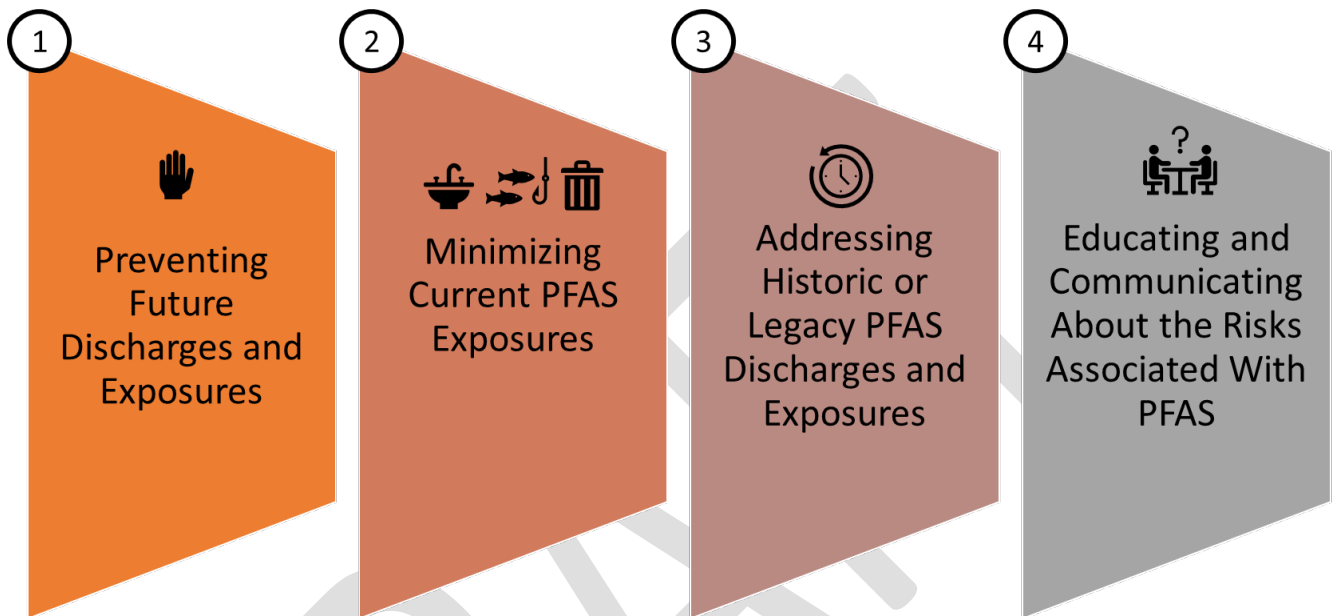 1
Preventing
Future
Discharges and
Exposures
2
Minimizing
Current PFAS
Exposures
3
Addressing
Historic or
Legacy PFAS
Discharges and
Exposures
4
?
Educating and
Communicating
About the Risks
Associated With
PFAS